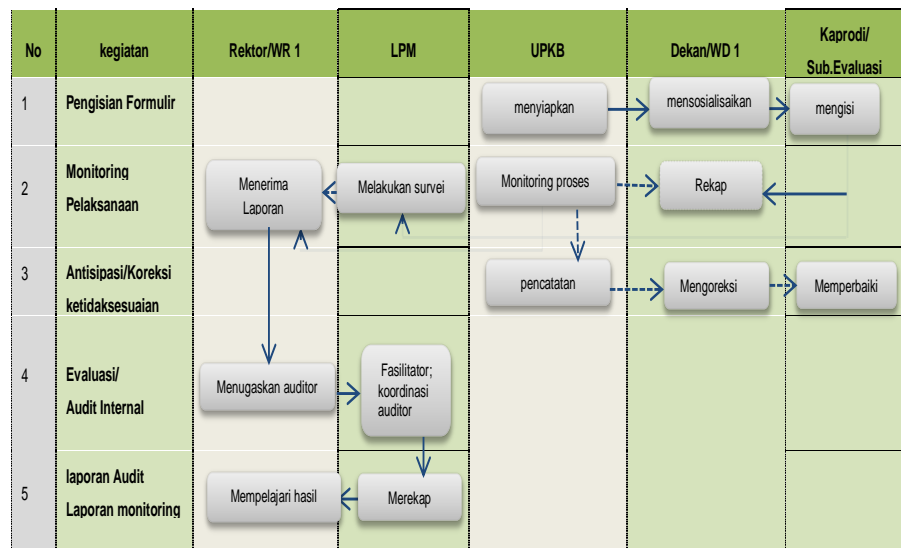 No
kegiatan
Rektor/WR 1
LPM
UPKB
Dekan/WD 1
Kaprodi/
Sub.Evaluasi
1
Pengisian Formulir
menyiapkan
mensosialisaikan
mengisi
2
Monitoring
Pelaksanaan
Menerima
Laporan
Melakukan survei
Monitoring proses
Rekap
3
Antisipasi/Koreksi
ketidaksesuaian
pencatatan
Mengoreksi
Memperbaiki
4
Evaluasi/
Audit Internal
Menugaskan auditor
Fasilitator;
koordinasi
auditor
5
laporan Audit
Laporan monitoring
Mempelajari hasil
Merekap